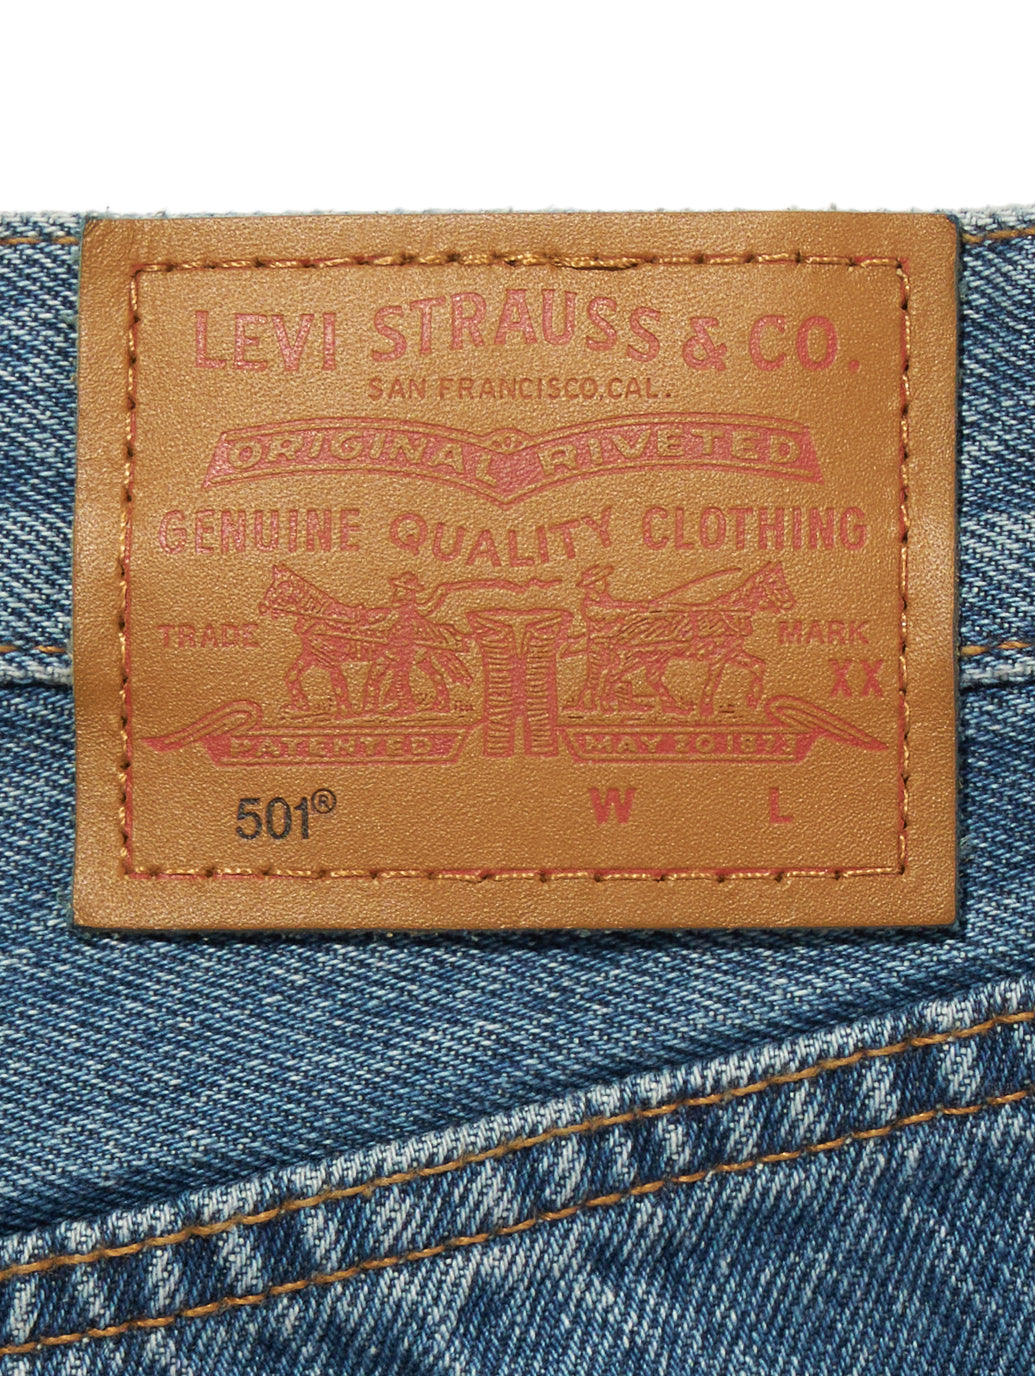 LEVI STRAUSS & CO.
SAN FRANCISCO, CAL.
ORIGINAL RIVETED
GENUINE QUALITY CLOTHING
TRADE MARK
XX
PATENTED MAY 20 1873
501® W L